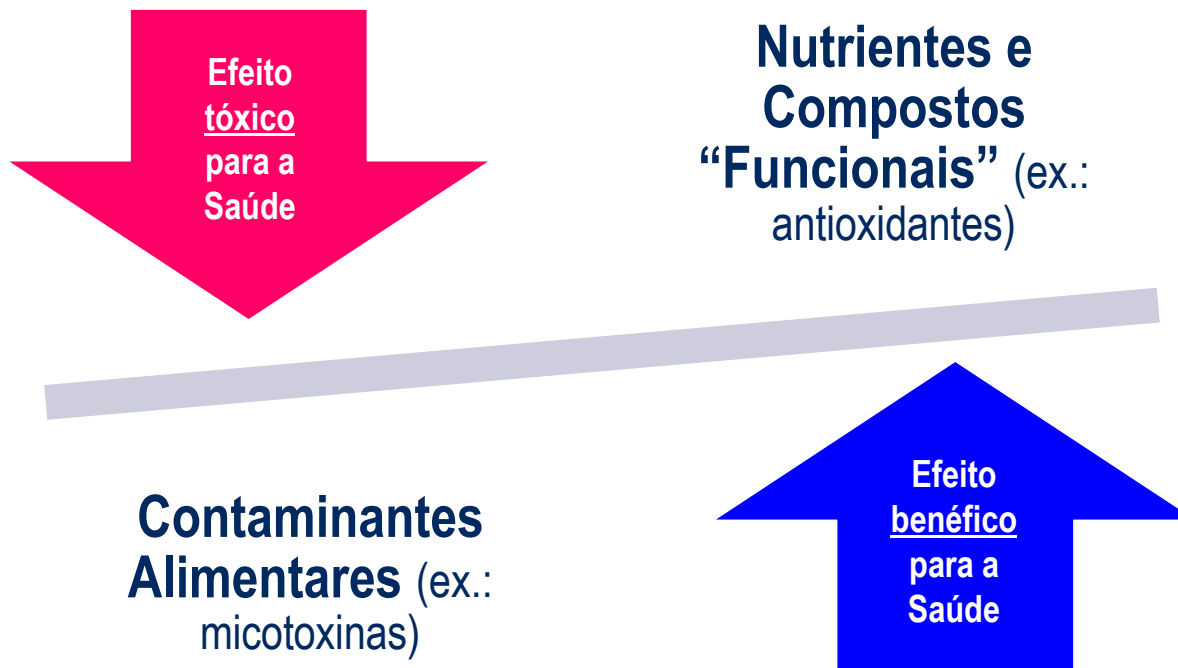 Efeito
tóxico
para a
Saúde
Nutrientes e
Compostos
“Funcionais” (ex.:
antioxidantes)
Contaminantes
Alimentares (ex.:
micotoxinas)
Efeito
benéfico
para a
Saúde